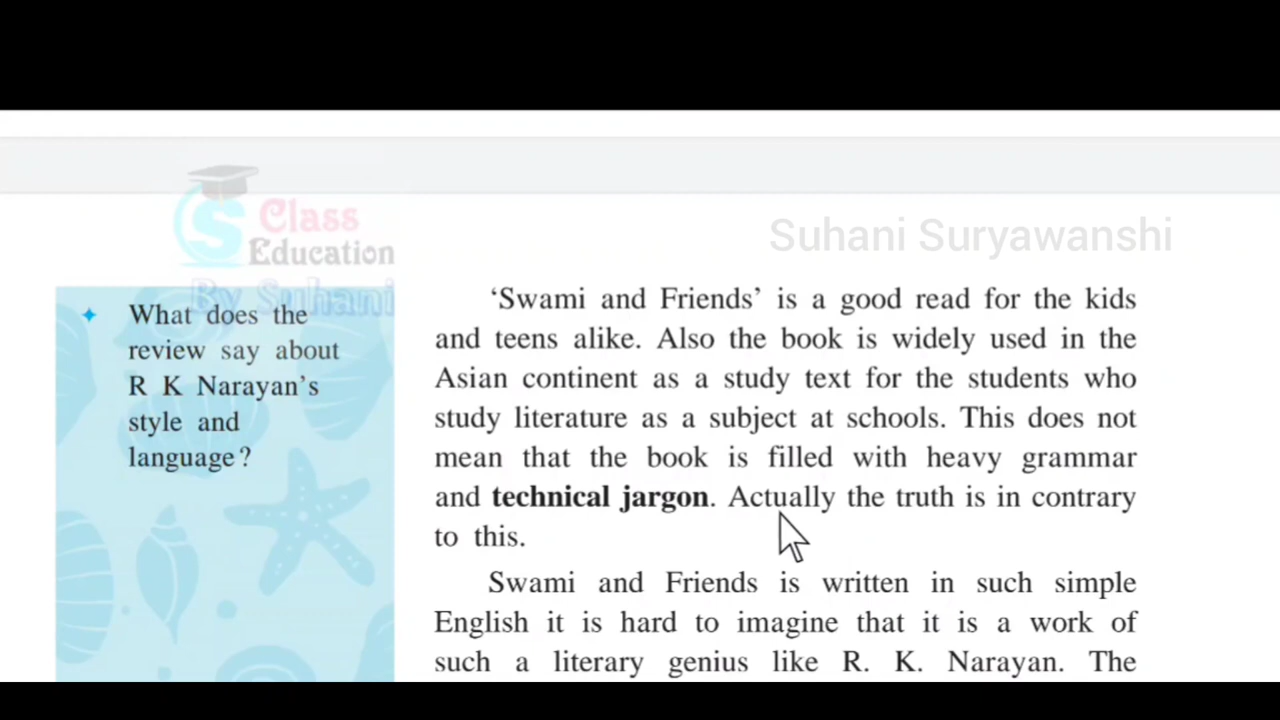 Class
Education
By Suhani
Suhani Suryawanshi
✦ What does the
review say about
R K Narayan's
style and
language?
‘Swami and Friends’ is a good read for the kids
and teens alike. Also the book is widely used in the
Asian continent as a study text for the students who
study literature as a subject at schools. This does not
mean that the book is filled with heavy grammar
and technical jargon. Actually the truth is in contrary
to this.
Swami and Friends is written in such simple
English it is hard to imagine that it is a work of
such a literary genius like R. K. Narayan. The